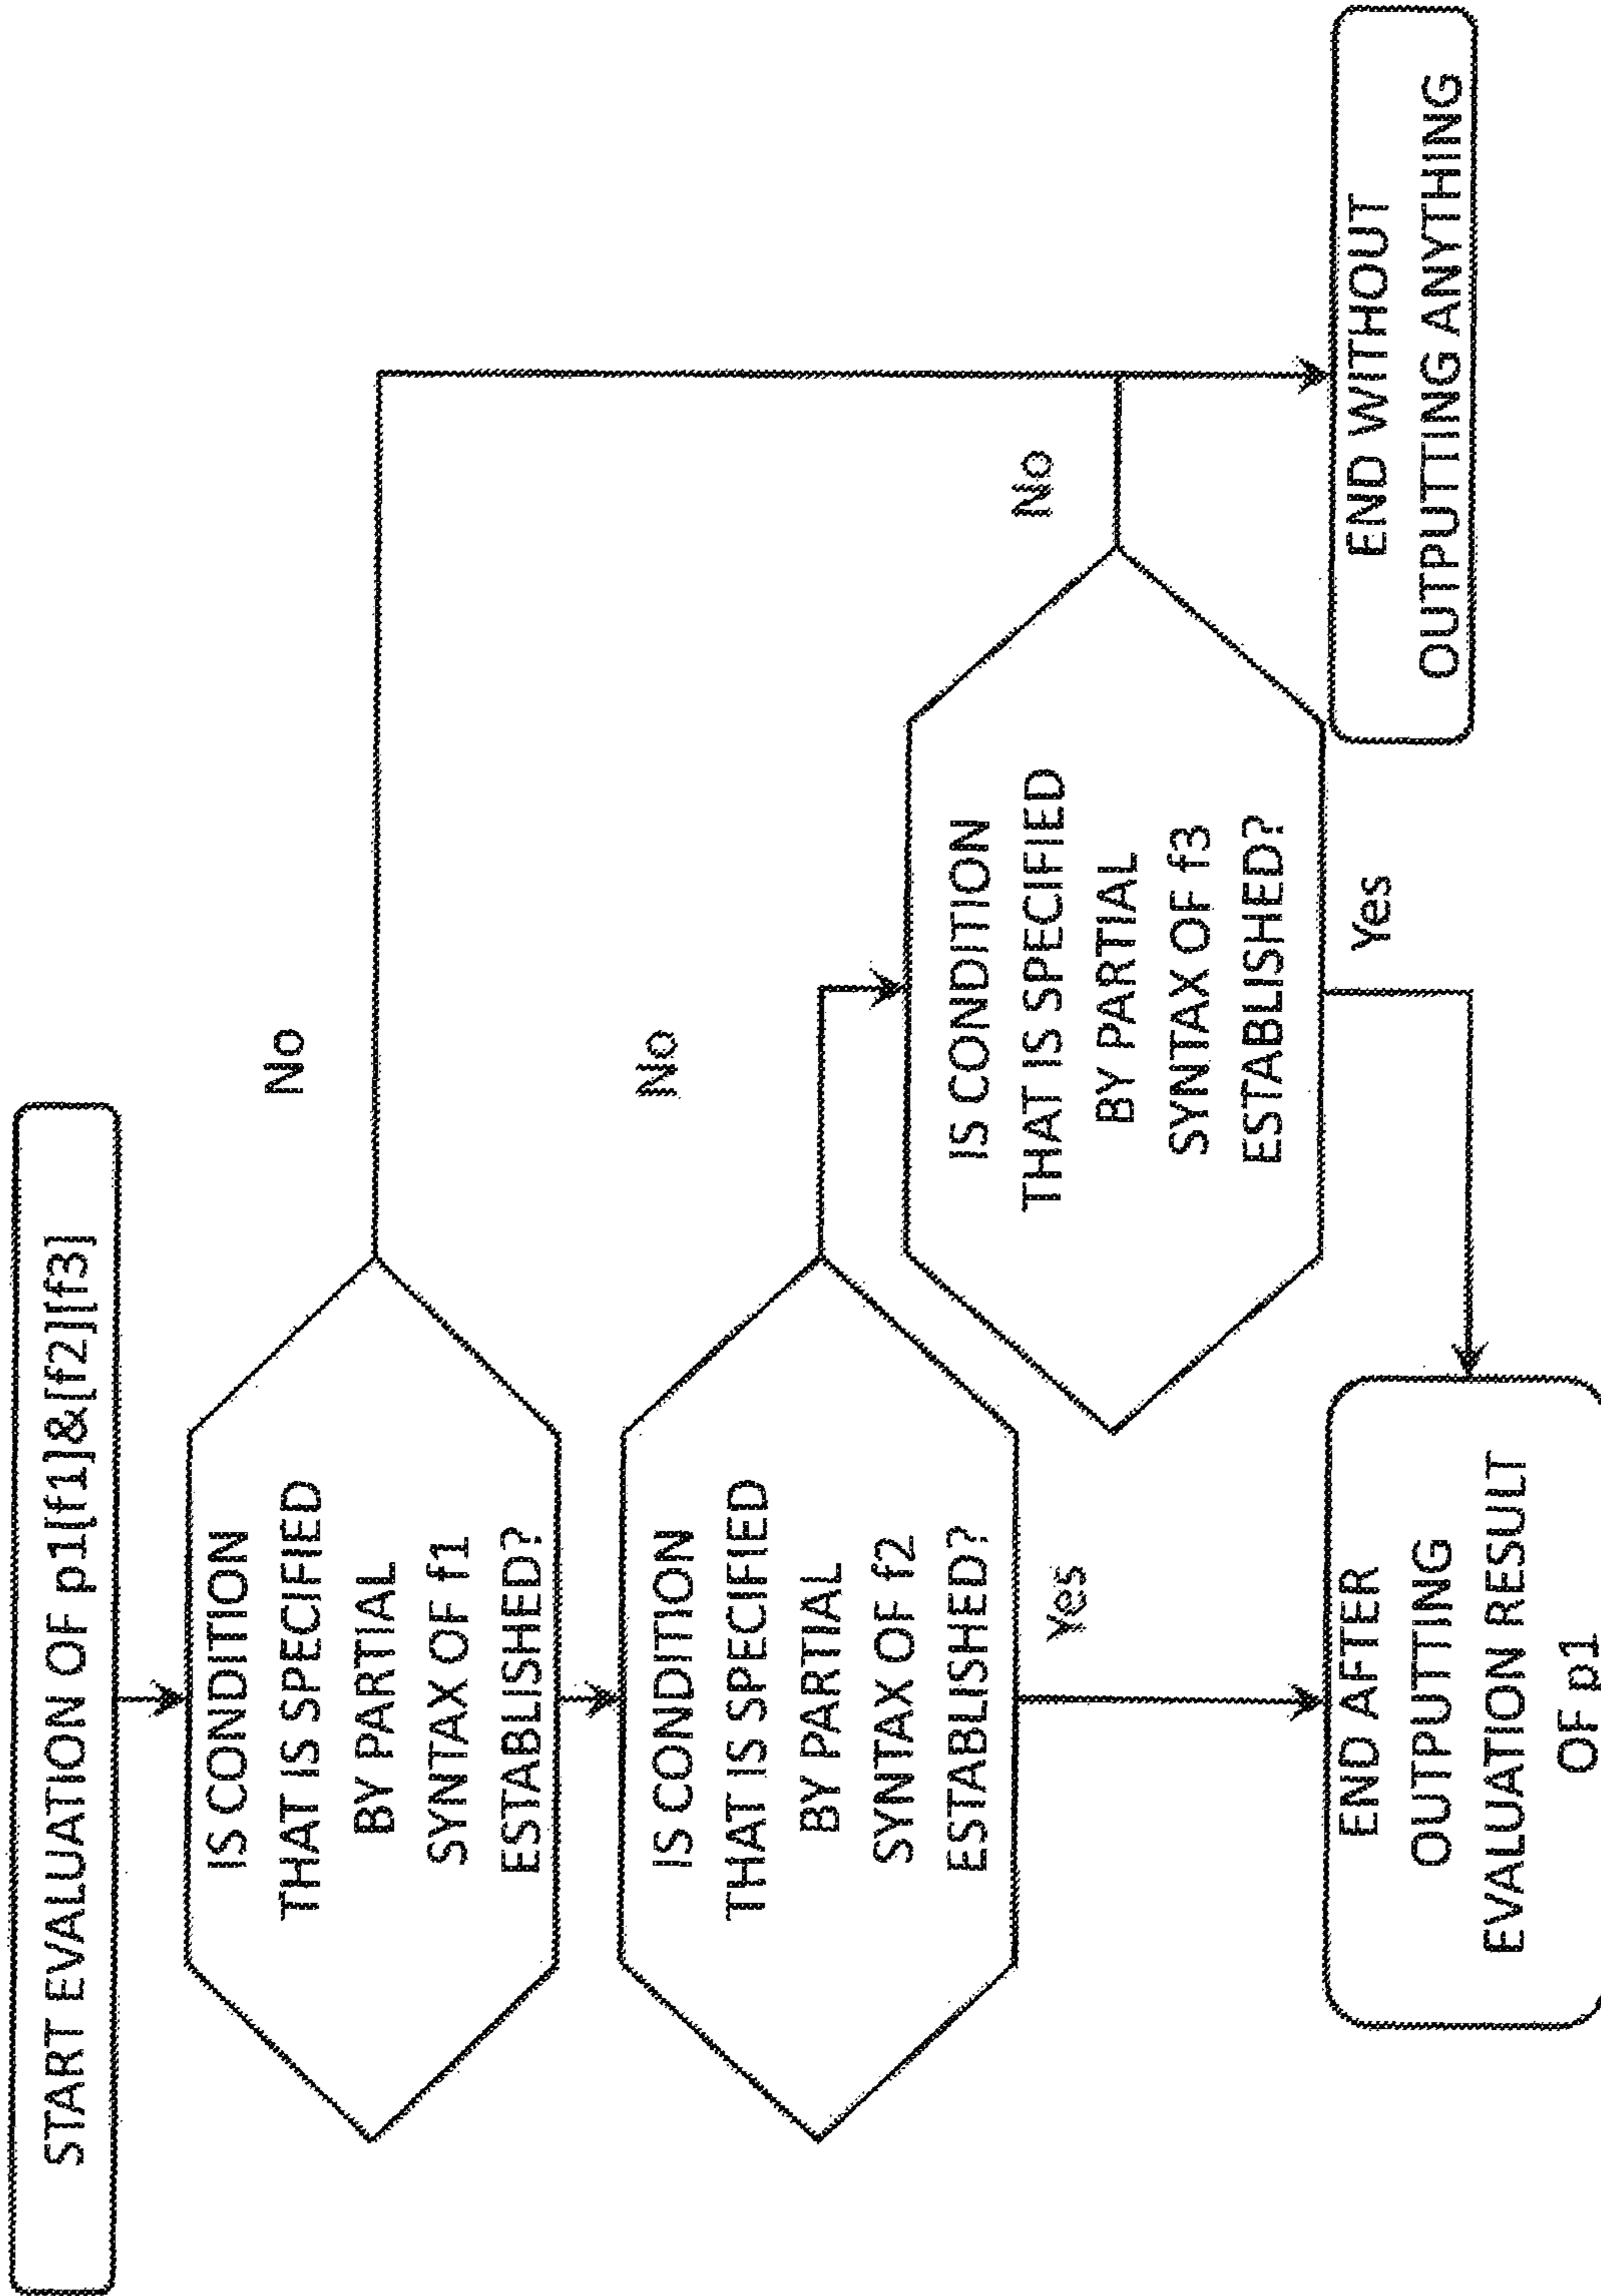 START EVALUATION OF p1[f1]&[f2][f3]
IS CONDITION
THAT IS SPECIFIED
BY PARTIAL
SYNTAX OF f1
ESTABLISHED?
No
IS CONDITION
THAT IS SPECIFIED
BY PARTIAL
SYNTAX OF f2
ESTABLISHED?
No
Yes
IS CONDITION
THAT IS SPECIFIED
BY PARTIAL
SYNTAX OF f3
ESTABLISHED?
No
Yes
END AFTER
OUTPUTTING
EVALUATION RESULT
OF p1
END WITHOUT
OUTPUTTING ANYTHING